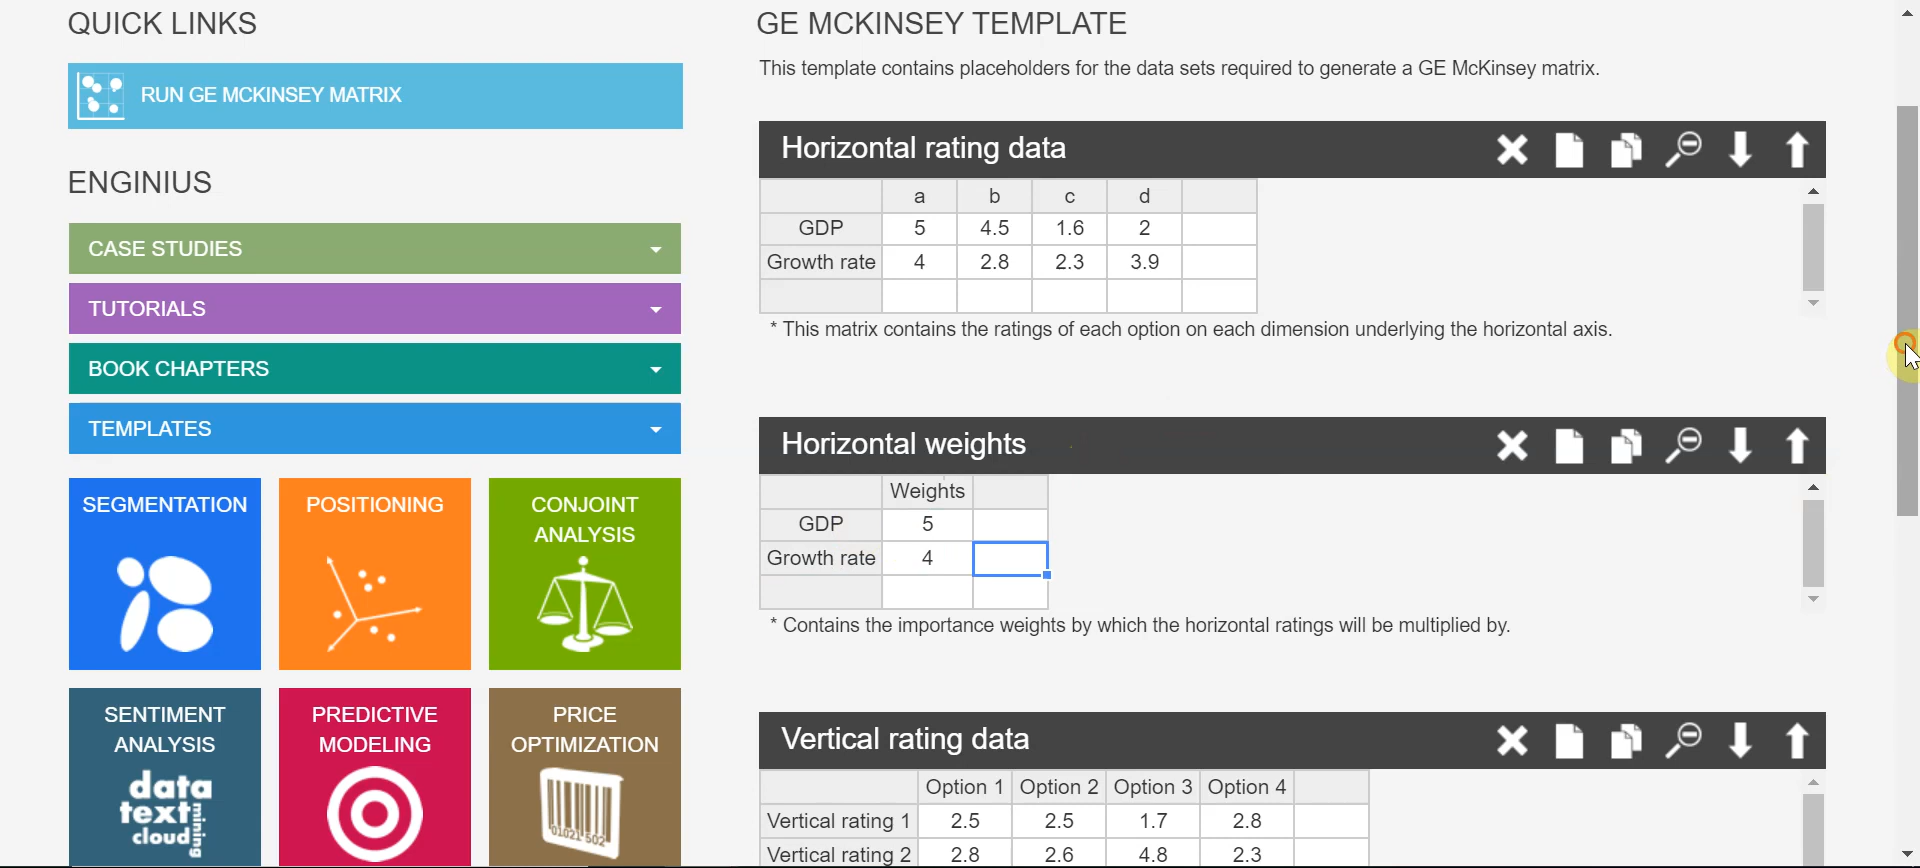 QUICK LINKS
RUN GE MCKINSEY MATRIX
ENGINIUS
CASE STUDIES
TUTORIALS
BOOK CHAPTERS
TEMPLATES
SEGMENTATION
POSITIONING
CONJOINT
ANALYSIS
SENTIMENT
ANALYSIS
data
text
mining
cloud
PREDICTIVE
MODELING
PRICE
OPTIMIZATION
01021 502
GE MCKINSEY TEMPLATE
This template contains placeholders for the data sets required to generate a GE McKinsey matrix.
Horizontal rating data
a b c d
GDP 5 4.5 1.6 2
Growth rate 4 2.8 2.3 3.9
* This matrix contains the ratings of each option on each dimension underlying the horizontal axis.
Horizontal weights
Weights
GDP 5
Growth rate 4
* Contains the importance weights by which the horizontal ratings will be multiplied by.
Vertical rating data
Option 1 Option 2 Option 3 Option 4
Vertical rating 1 2.5 2.5 1.7 2.8
Vertical rating 2 2.8 2.6 4.8 2.3